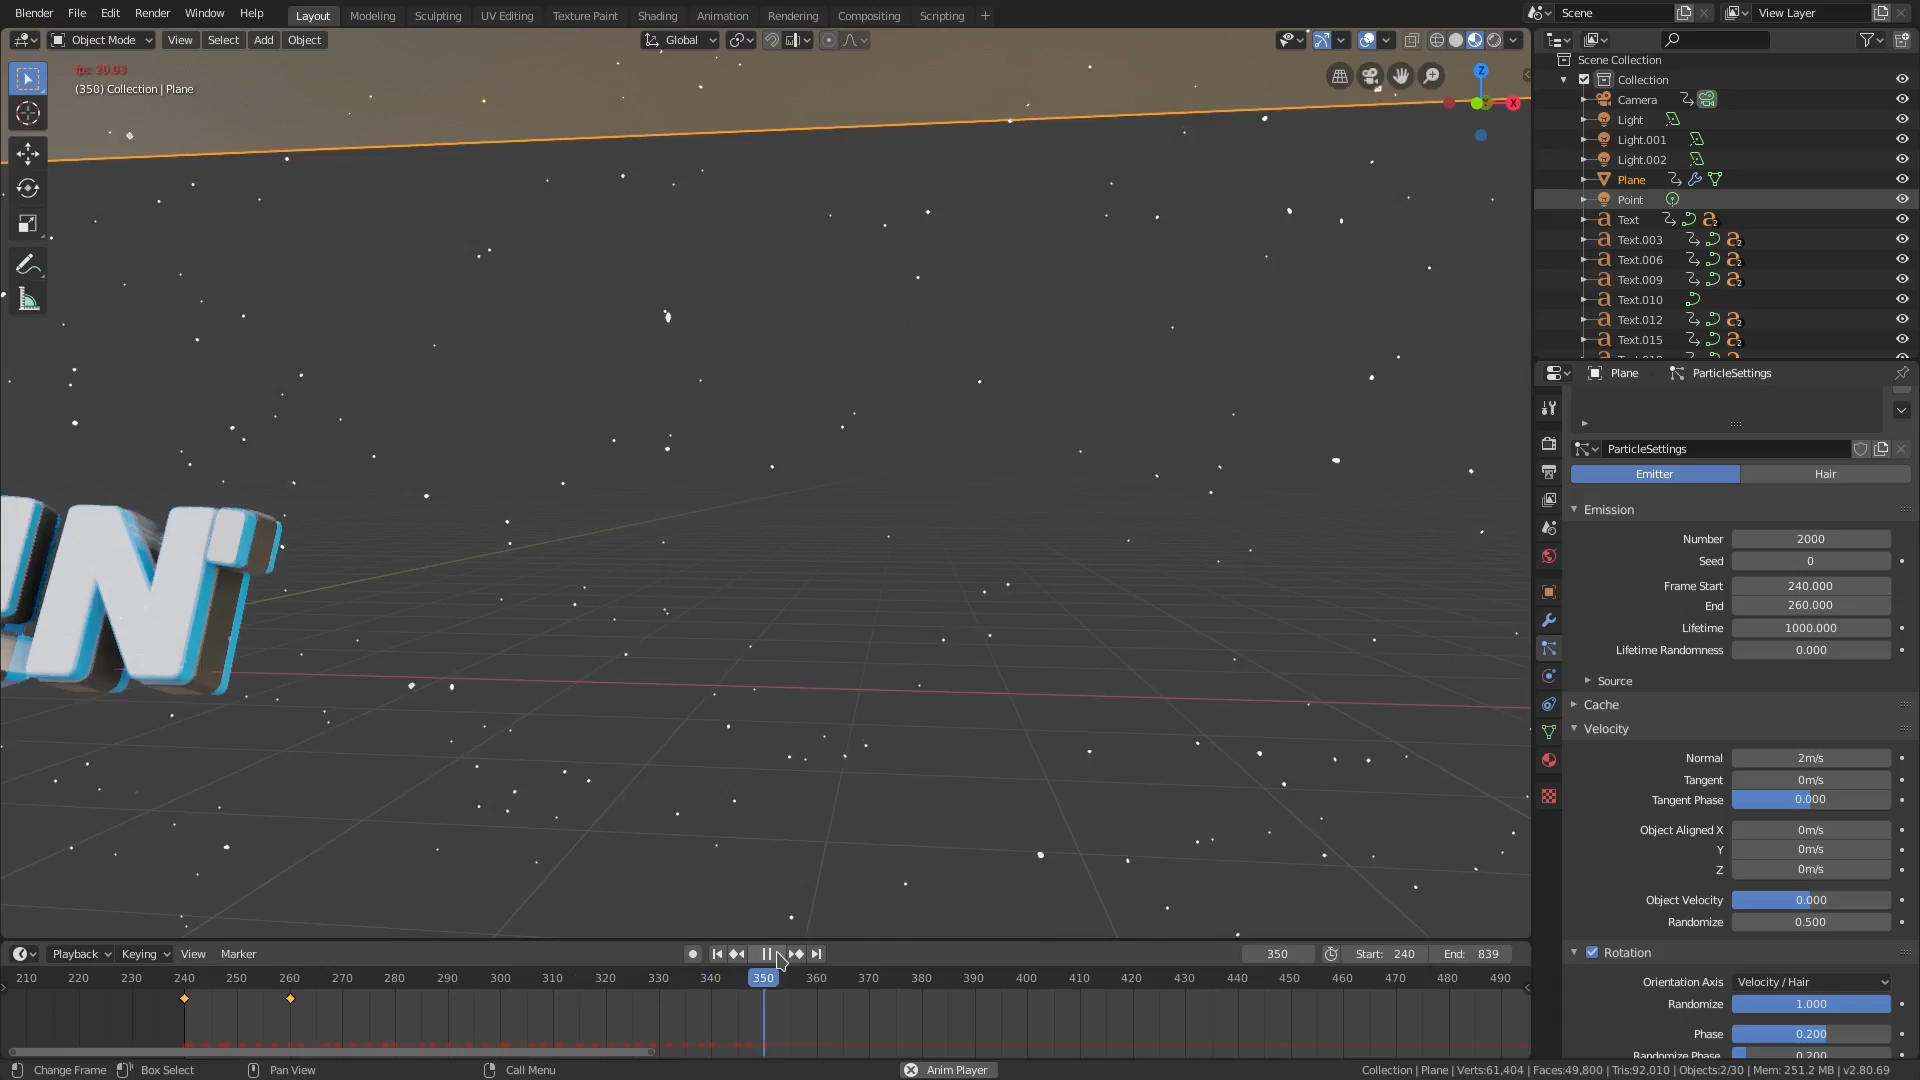 Blender File Edit Render Window Help Layout Modeling Sculpting UV Editing Texture Paint Shading Animation Rendering Compositing Scripting + Scene View Layer
Object Mode View Select Add Object Global
fps: 20.03
(350) Collection | Plane
Z
X
N
Scene Collection
Collection
Camera
Light
Light.001
Light.002
Plane
Point
Text
Text.003
Text.006
Text.009
Text.010
Text.012
Text.015
Plane ParticleSettings
ParticleSettings
Emitter Hair
Emission
Number 2000
Seed 0
Frame Start 240.000
End 260.000
Lifetime 1000.000
Lifetime Randomness 0.000
Source
Cache
Velocity
Normal 2m/s
Tangent 0m/s
Tangent Phase 0.000
Object Aligned X 0m/s
Y 0m/s
Z 0m/s
Object Velocity 0.000
Randomize 0.500
Rotation
Orientation Axis Velocity / Hair
Randomize 1.000
Phase 0.200
Randomize Phase 0.200
Playback Keying View Marker 350 Start: 240 End: 839
210 220 230 240 250 260 270 280 290 300 310 320 330 340 350 360 370 380 390 400 410 420 430 440 450 460 470 480 490
Change Frame Box Select Pan View Call Menu Anim Player Collection | Plane | Verts:61,404 | Faces:49,800 | Tris:92,010 | Objects:2/30 | Mem: 251.2 MB | v2.80.69